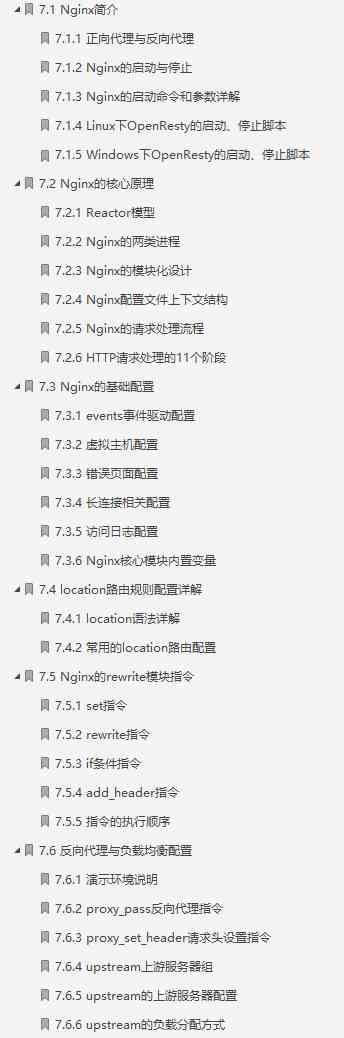 7.1 Nginx简介
7.1.1 正向代理与反向代理
7.1.2 Nginx的启动与停止
7.1.3 Nginx的启动命令和参数详解
7.1.4 Linux下OpenResty的启动、停止脚本
7.1.5 Windows下OpenResty的启动、停止脚本
7.2 Nginx的核心原理
7.2.1 Reactor模型
7.2.2 Nginx的两类进程
7.2.3 Nginx的模块化设计
7.2.4 Nginx配置文件上下文结构
7.2.5 Nginx的请求处理流程
7.2.6 HTTP请求处理的11个阶段
7.3 Nginx的基础配置
7.3.1 events事件驱动配置
7.3.2 虚拟主机配置
7.3.3 错误页面配置
7.3.4 长连接相关配置
7.3.5 访问日志配置
7.3.6 Nginx核心模块内置变量
7.4 location路由规则配置详解
7.4.1 location语法详解
7.4.2 常用的location路由配置
7.5 Nginx的rewrite模块指令
7.5.1 set指令
7.5.2 rewrite指令
7.5.3 if条件指令
7.5.4 add_header指令
7.5.5 指令的执行顺序
7.6 反向代理与负载均衡配置
7.6.1 演示环境说明
7.6.2 proxy_pass反向代理指令
7.6.3 proxy_set_header请求头设置指令
7.6.4 upstream上游服务器组
7.6.5 upstream的上游服务器配置
7.6.6 upstream的负载分配方式